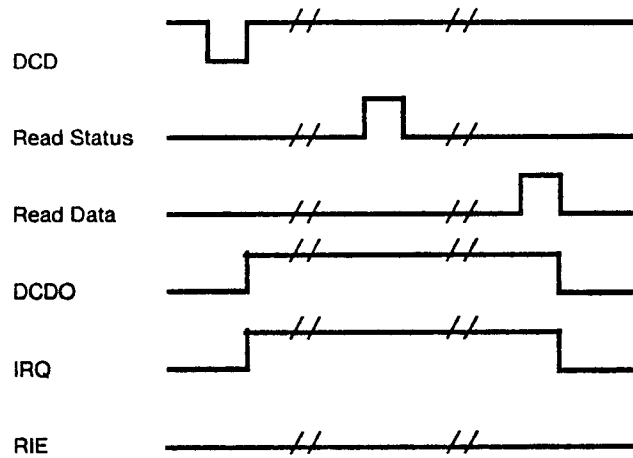 DCD
Read Status
Read Data
DCDO
IRQ
RIE